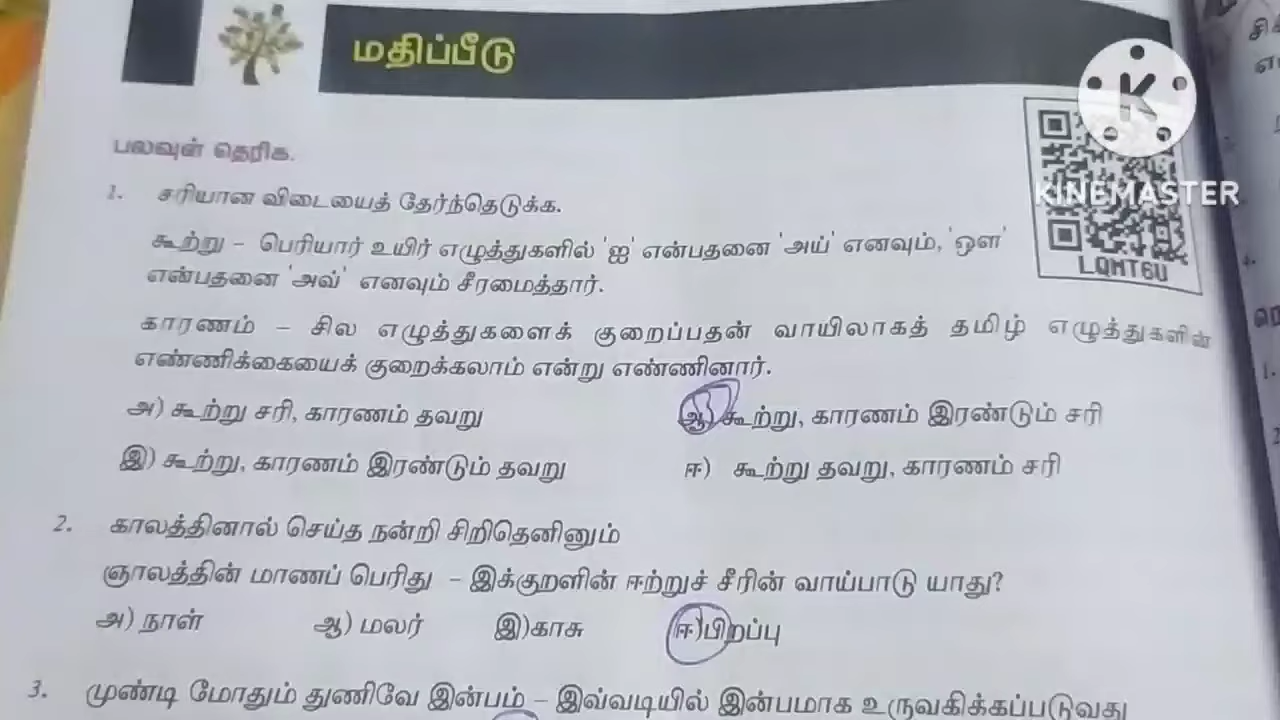 மதிப்பீடு
KINEMASTER
LQMT6U
பலவுள் தெரிக.
1. சரியான விடையைத் தேர்ந்தெடுக்க.
கூற்று – பெரியார் உயிர் எழுத்துகளில் 'ஐ' என்பதனை 'அய்' எனவும், 'ஒள'
என்பதனை 'அவ்' எனவும் சீரமைத்தார்.
காரணம் – சில எழுத்துகளைக் குறைப்பதன் வாயிலாகத் தமிழ் எழுத்துகளின்
எண்ணிக்கையைக் குறைக்கலாம் என்று எண்ணினார்.
அ) கூற்று சரி, காரணம் தவறு ஆ) கூற்று, காரணம் இரண்டும் சரி
இ) கூற்று, காரணம் இரண்டும் தவறு ஈ) கூற்று தவறு, காரணம் சரி
2. காலத்தினால் செய்த நன்றி சிறிதெனினும்
ஞாலத்தின் மாணப் பெரிது – இக்குறளின் ஈற்றுச் சீரின் வாய்பாடு யாது?
அ) நாள் ஆ) மலர் இ)காசு ஈ)பிறப்பு
3. முண்டி மோதும் துணிவே இன்பம் – இவ்வடியில் இன்பமாக உருவகிக்கப்படுவது